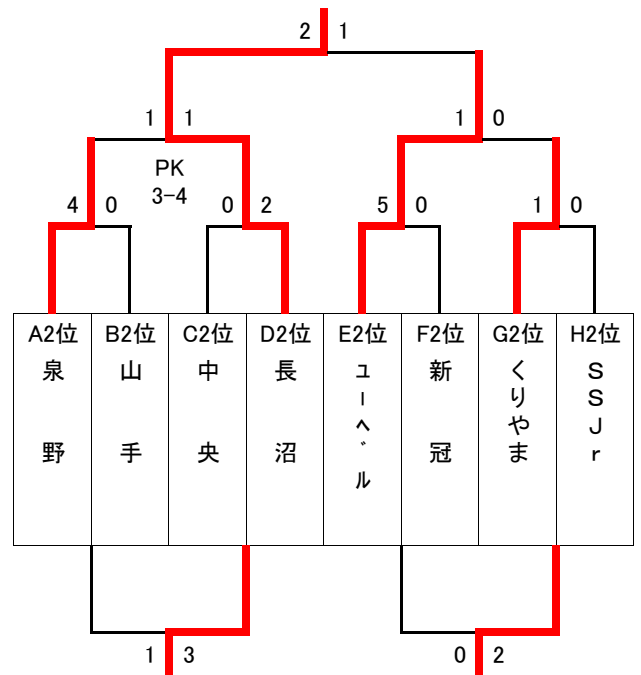 2 1
1 1 1 0
PK
3-4
4 0 0 2 5 0 1 0
A2位 B2位 C2位 D2位 E2位 F2位 G2位 H2位
泉野
山手
中央
長沼
ユーベル
新冠
くりやま
SSJr
1 3 0 2